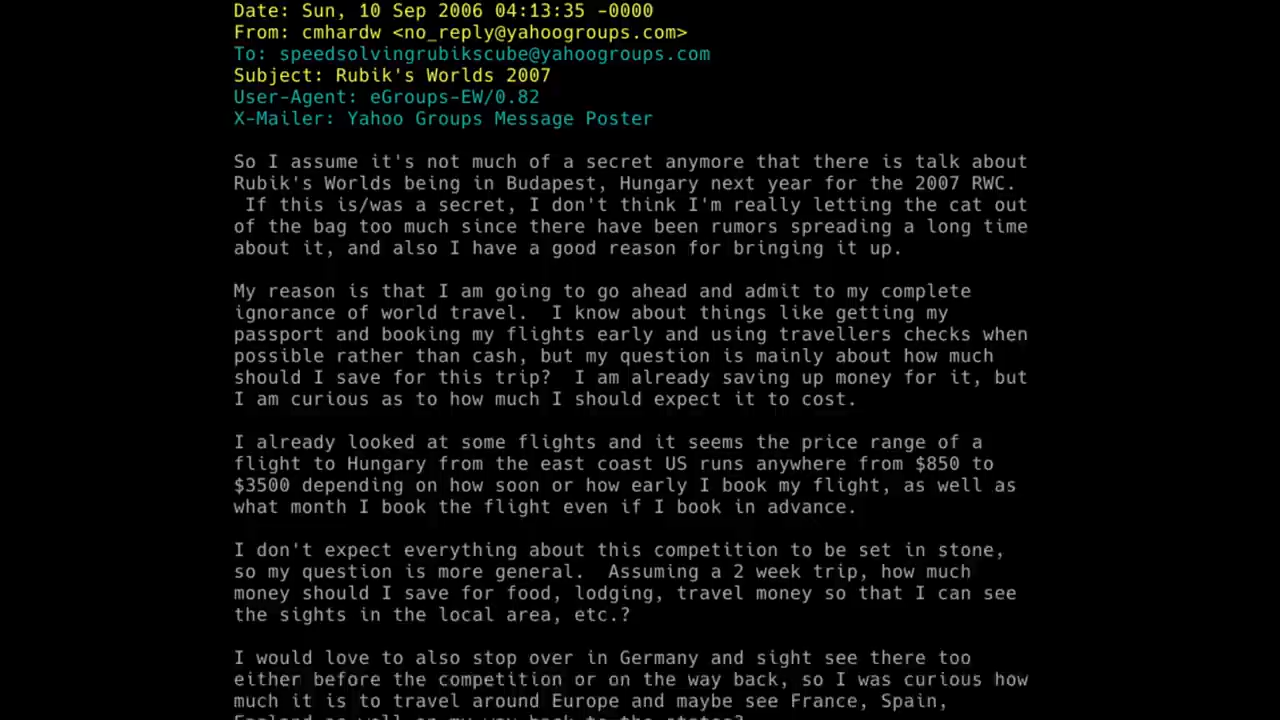 Date: Sun, 10 Sep 2006 04:13:35 -0000
From: cmhardw <no_reply@yahoogroups.com>
To: speedsolvingrubikscube@yahoogroups.com
Subject: Rubik's Worlds 2007
User-Agent: eGroups-EW/0.82
X-Mailer: Yahoo Groups Message Poster
So I assume it's not much of a secret anymore that there is talk about
Rubik's Worlds being in Budapest, Hungary next year for the 2007 RWC.
If this is/was a secret, I don't think I'm really letting the cat out
of the bag too much since there have been rumors spreading a long time
about it, and also I have a good reason for bringing it up.
My reason is that I am going to go ahead and admit to my complete
ignorance of world travel.  I know about things like getting my
passport and booking my flights early and using travellers checks when
possible rather than cash, but my question is mainly about how much
should I save for this trip?  I am already saving up money for it, but
I am curious as to how much I should expect it to cost.
I already looked at some flights and it seems the price range of a
flight to Hungary from the east coast US runs anywhere from $850 to
$3500 depending on how soon or how early I book my flight, as well as
what month I book the flight even if I book in advance.
I don't expect everything about this competition to be set in stone,
so my question is more general.  Assuming a 2 week trip, how much
money should I save for food, lodging, travel money so that I can see
the sights in the local area, etc.?
I would love to also stop over in Germany and sight see there too
either before the competition or on the way back, so I was curious how
much it is to travel around Europe and maybe see France, Spain,
England as well on my way back to the states?